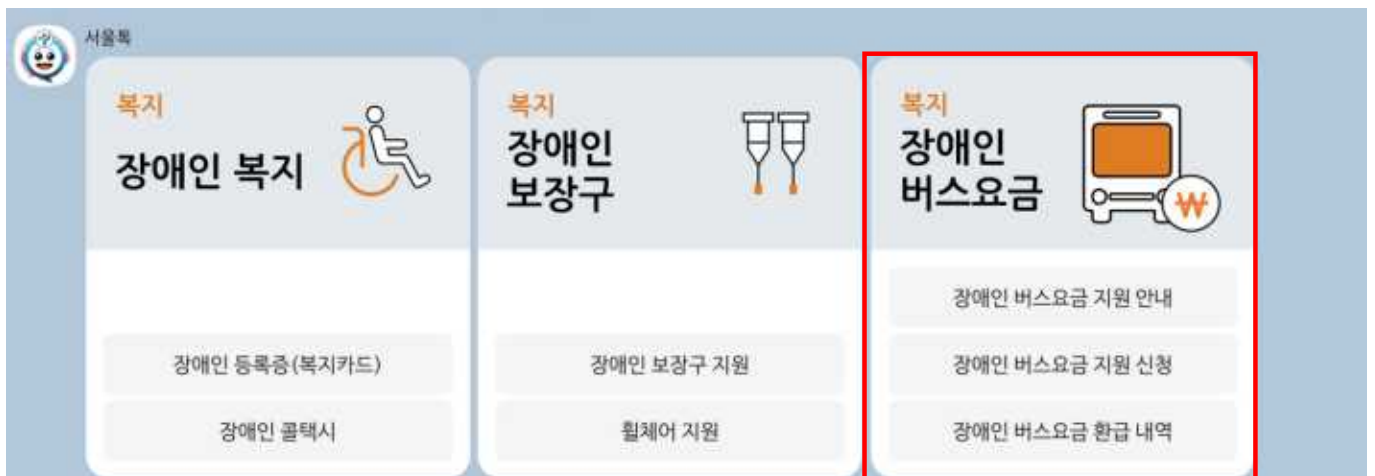 서울톡
복지
장애인 복지
장애인 등록증(복지카드)
장애인 콜택시
복지
장애인
보장구
장애인 보장구 지원
휠체어 지원
복지
장애인
버스요금
₩
장애인 버스요금 지원 안내
장애인 버스요금 지원 신청
장애인 버스요금 환급 내역